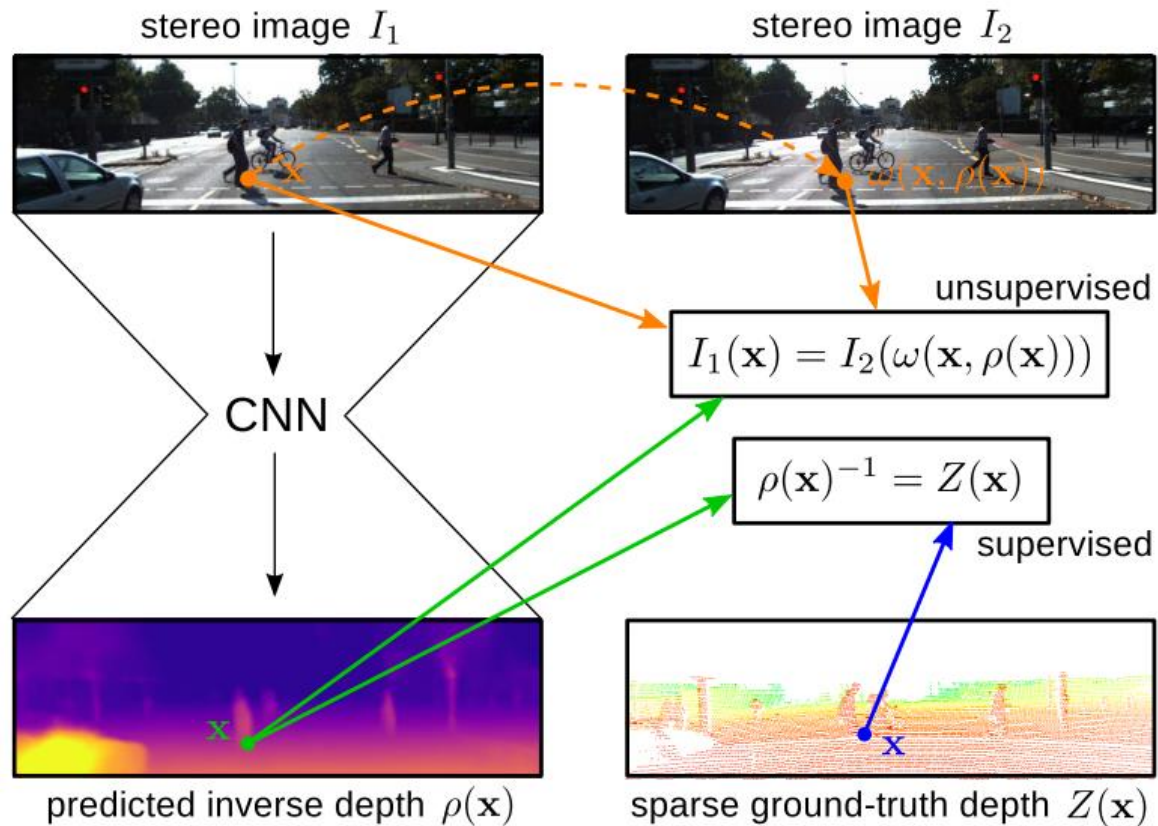 stereo image I₁
stereo image I₂
x
ω(x, ρ(x))
unsupervised
I₁(x) = I₂(ω(x, ρ(x)))
CNN
ρ(x)⁻¹ = Z(x)
supervised
x
x
predicted inverse depth ρ(x)
sparse ground-truth depth Z(x)